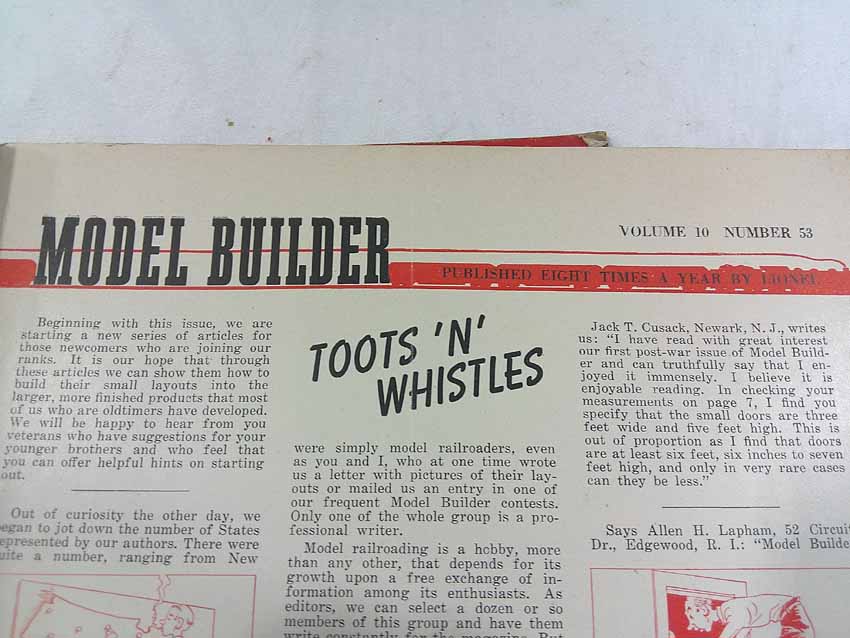 MODEL BUILDER
VOLUME 10 NUMBER 53
PUBLISHED EIGHT TIMES A YEAR BY LIONEL
Beginning with this issue, we are
starting a new series of articles for
those newcomers who are joining our
ranks. It is our hope that through
these articles we can show them how to
build their small layouts into the
larger, more finished products that most
of us who are oldtimers have developed.
We will be happy to hear from you
veterans who have suggestions for your
younger brothers and who feel that
you can offer helpful hints on starting
out.
Out of curiosity the other day, we
egan to jot down the number of States
epresented by our authors. There were
uite a number, ranging from New
TOOTS 'N'
WHISTLES
were simply model railroaders, even
as you and I, who at one time wrote
us a letter with pictures of their lay-
outs or mailed us an entry in one of
our frequent Model Builder contests.
Only one of the whole group is a pro-
fessional writer.
Model railroading is a hobby, more
than any other, that depends for its
growth upon a free exchange of in-
formation among its enthusiasts. As
editors, we can select a dozen or so
members of this group and have them
write constantly for the magazine. But
Jack T. Cusack, Newark, N. J., writes
us: "I have read with great interest
our first post-war issue of Model Build-
er and can truthfully say that I en-
joyed it immensely. I believe it is
enjoyable reading. In checking your
measurements on page 7, I find you
specify that the small doors are three
feet wide and five feet high. This is
out of proportion as I find that doors
are at least six feet, six inches to seven
feet high, and only in very rare cases
can they be less."
Says Allen H. Lapham, 52 Circui
Dr., Edgewood, R. I.: "Model Builde